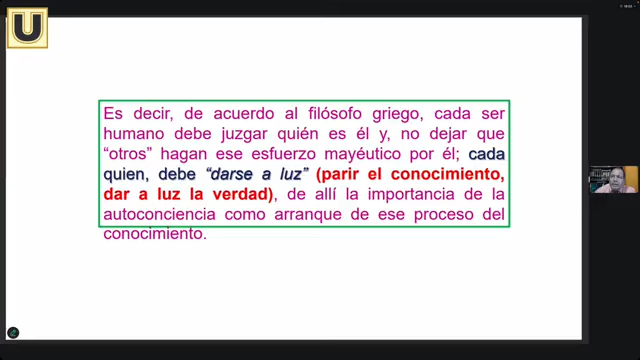 U
Es decir, de acuerdo al filósofo griego, cada ser
humano debe juzgar quién es él y, no dejar que
“otros” hagan ese esfuerzo mayéutico por él; cada
quien, debe “darse a luz” (parir el conocimiento,
dar a luz la verdad), de allí la importancia de la
autoconciencia como arranque de ese proceso del
conocimiento.